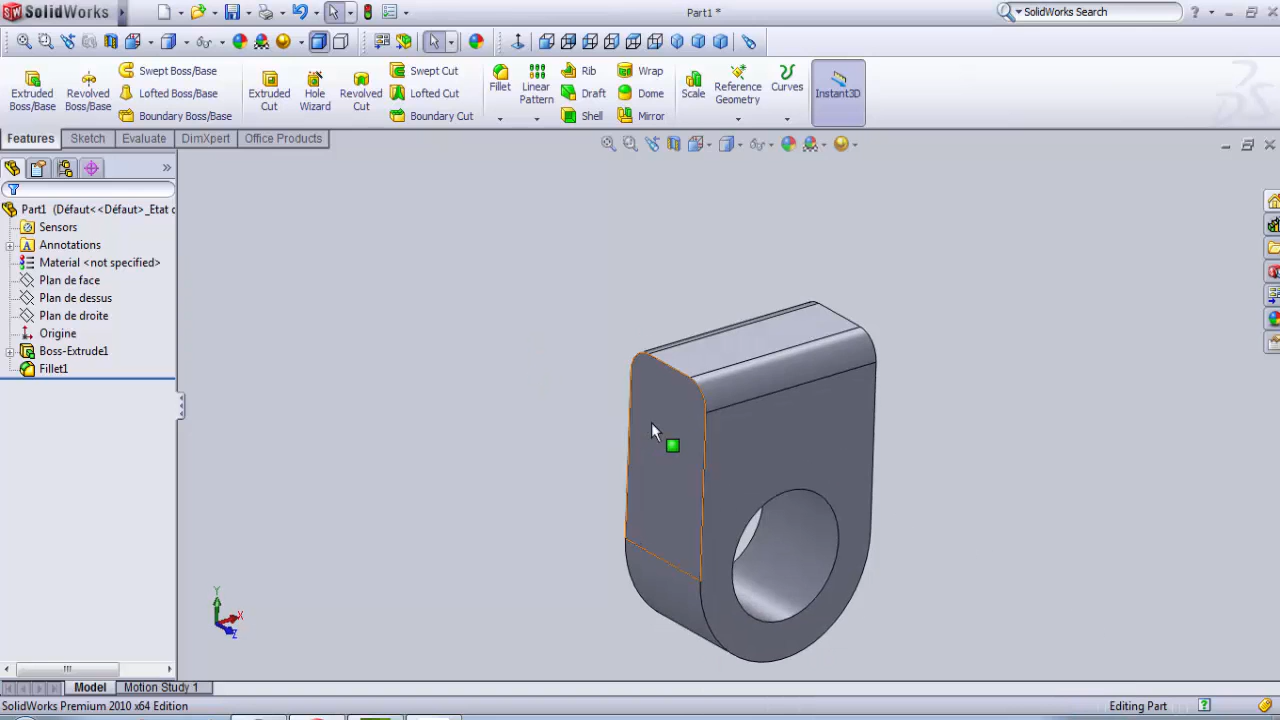 SolidWorks
Part1 *
SolidWorks Search
Extruded Boss/Base
Revolved Boss/Base
Swept Boss/Base
Lofted Boss/Base
Boundary Boss/Base
Extruded Cut
Hole Wizard
Revolved Cut
Swept Cut
Lofted Cut
Boundary Cut
Fillet
Linear Pattern
Rib
Draft
Shell
Wrap
Dome
Mirror
Scale
Reference Geometry
Curves
Instant3D
Features
Sketch
Evaluate
DimXpert
Office Products
Part1 (Défaut<<Défaut>_Etat c
Sensors
Annotations
Material <not specified>
Plan de face
Plan de dessus
Plan de droite
Origine
Boss-Extrude1
Fillet1
Y
X
Z
Model
Motion Study 1
SolidWorks Premium 2010 x64 Edition
Editing Part